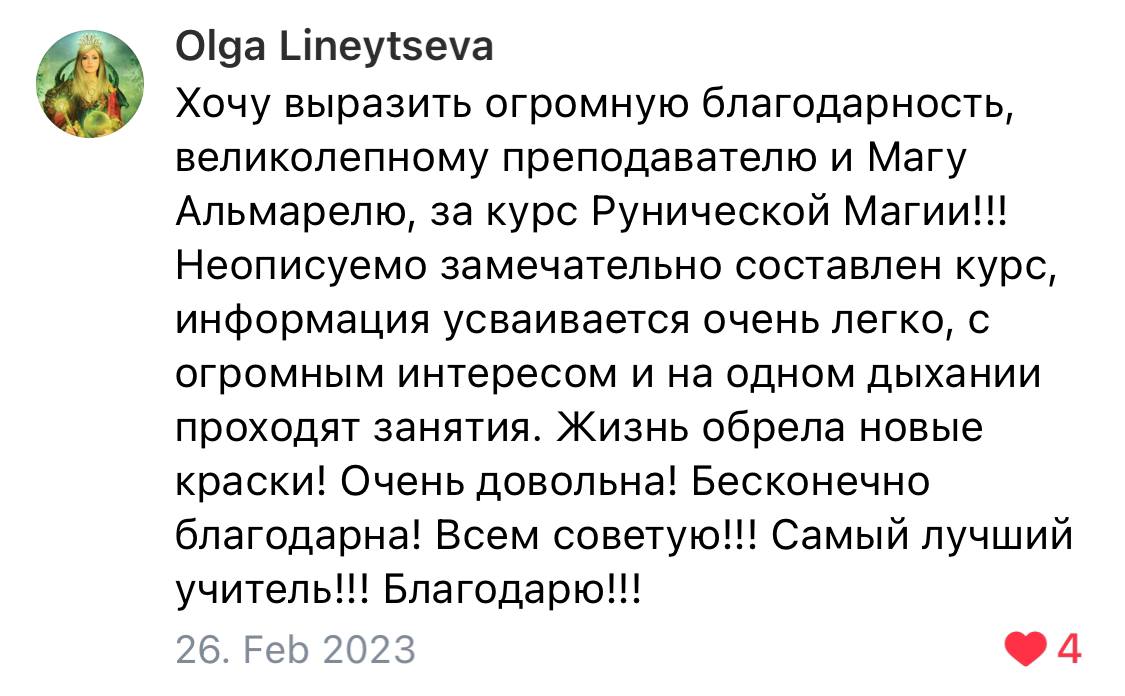 Olga Lineytseva
Хочу выразить огромную благодарность,
великолепному преподавателю и Магу
Альмарелю, за курс Рунической Магии!!!
Неописуемо замечательно составлен курс,
информация усваивается очень легко, с
огромным интересом и на одном дыхании
проходят занятия. Жизнь обрела новые
краски! Очень довольна! Бесконечно
благодарна! Всем советую!!! Самый лучший
учитель!!! Благодарю!!!
26. Feb 2023 4